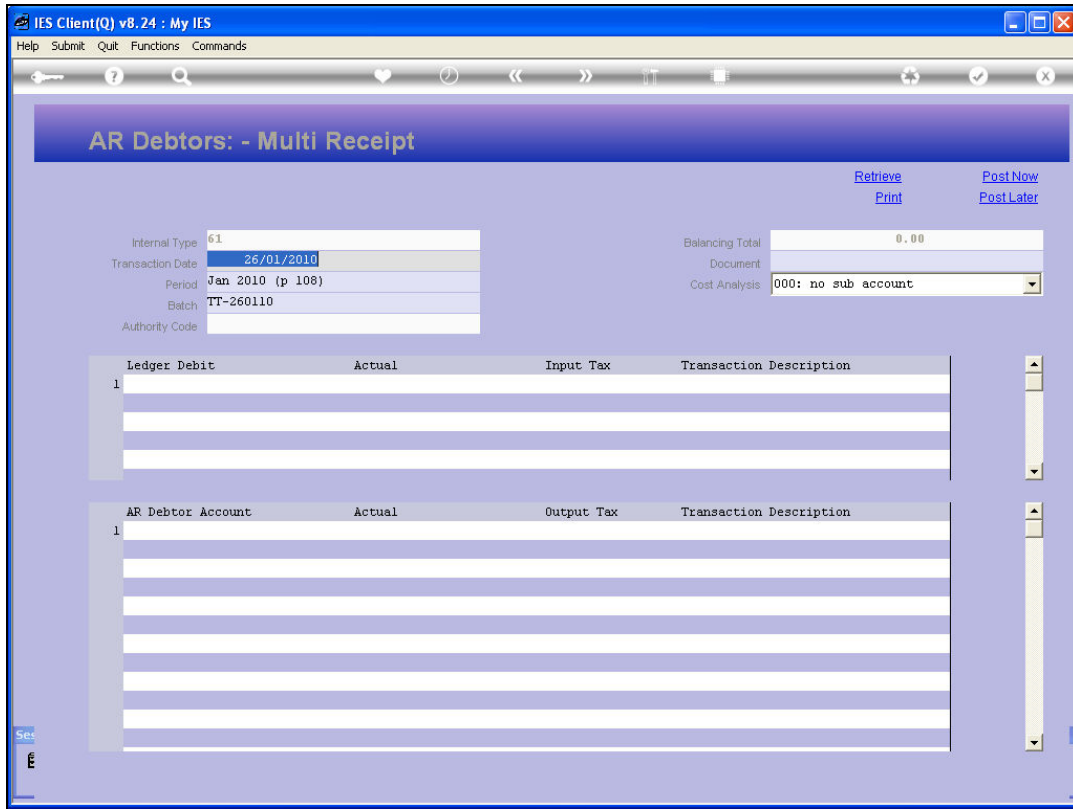 IES Client(Q) v8.24 : My IES
Help Submit Quit Functions Commands
AR Debtors: - Multi Receipt
Retrieve Post Now
Print Post Later
Internal Type 61 Balancing Total 0.00
Transaction Date 26/01/2010 Document
Period Jan 2010 (p 108) Cost Analysis 000: no sub account
Batch TT-260110
Authority Code
Ledger Debit Actual Input Tax Transaction Description
1
AR Debtor Account Actual Output Tax Transaction Description
1
Ses